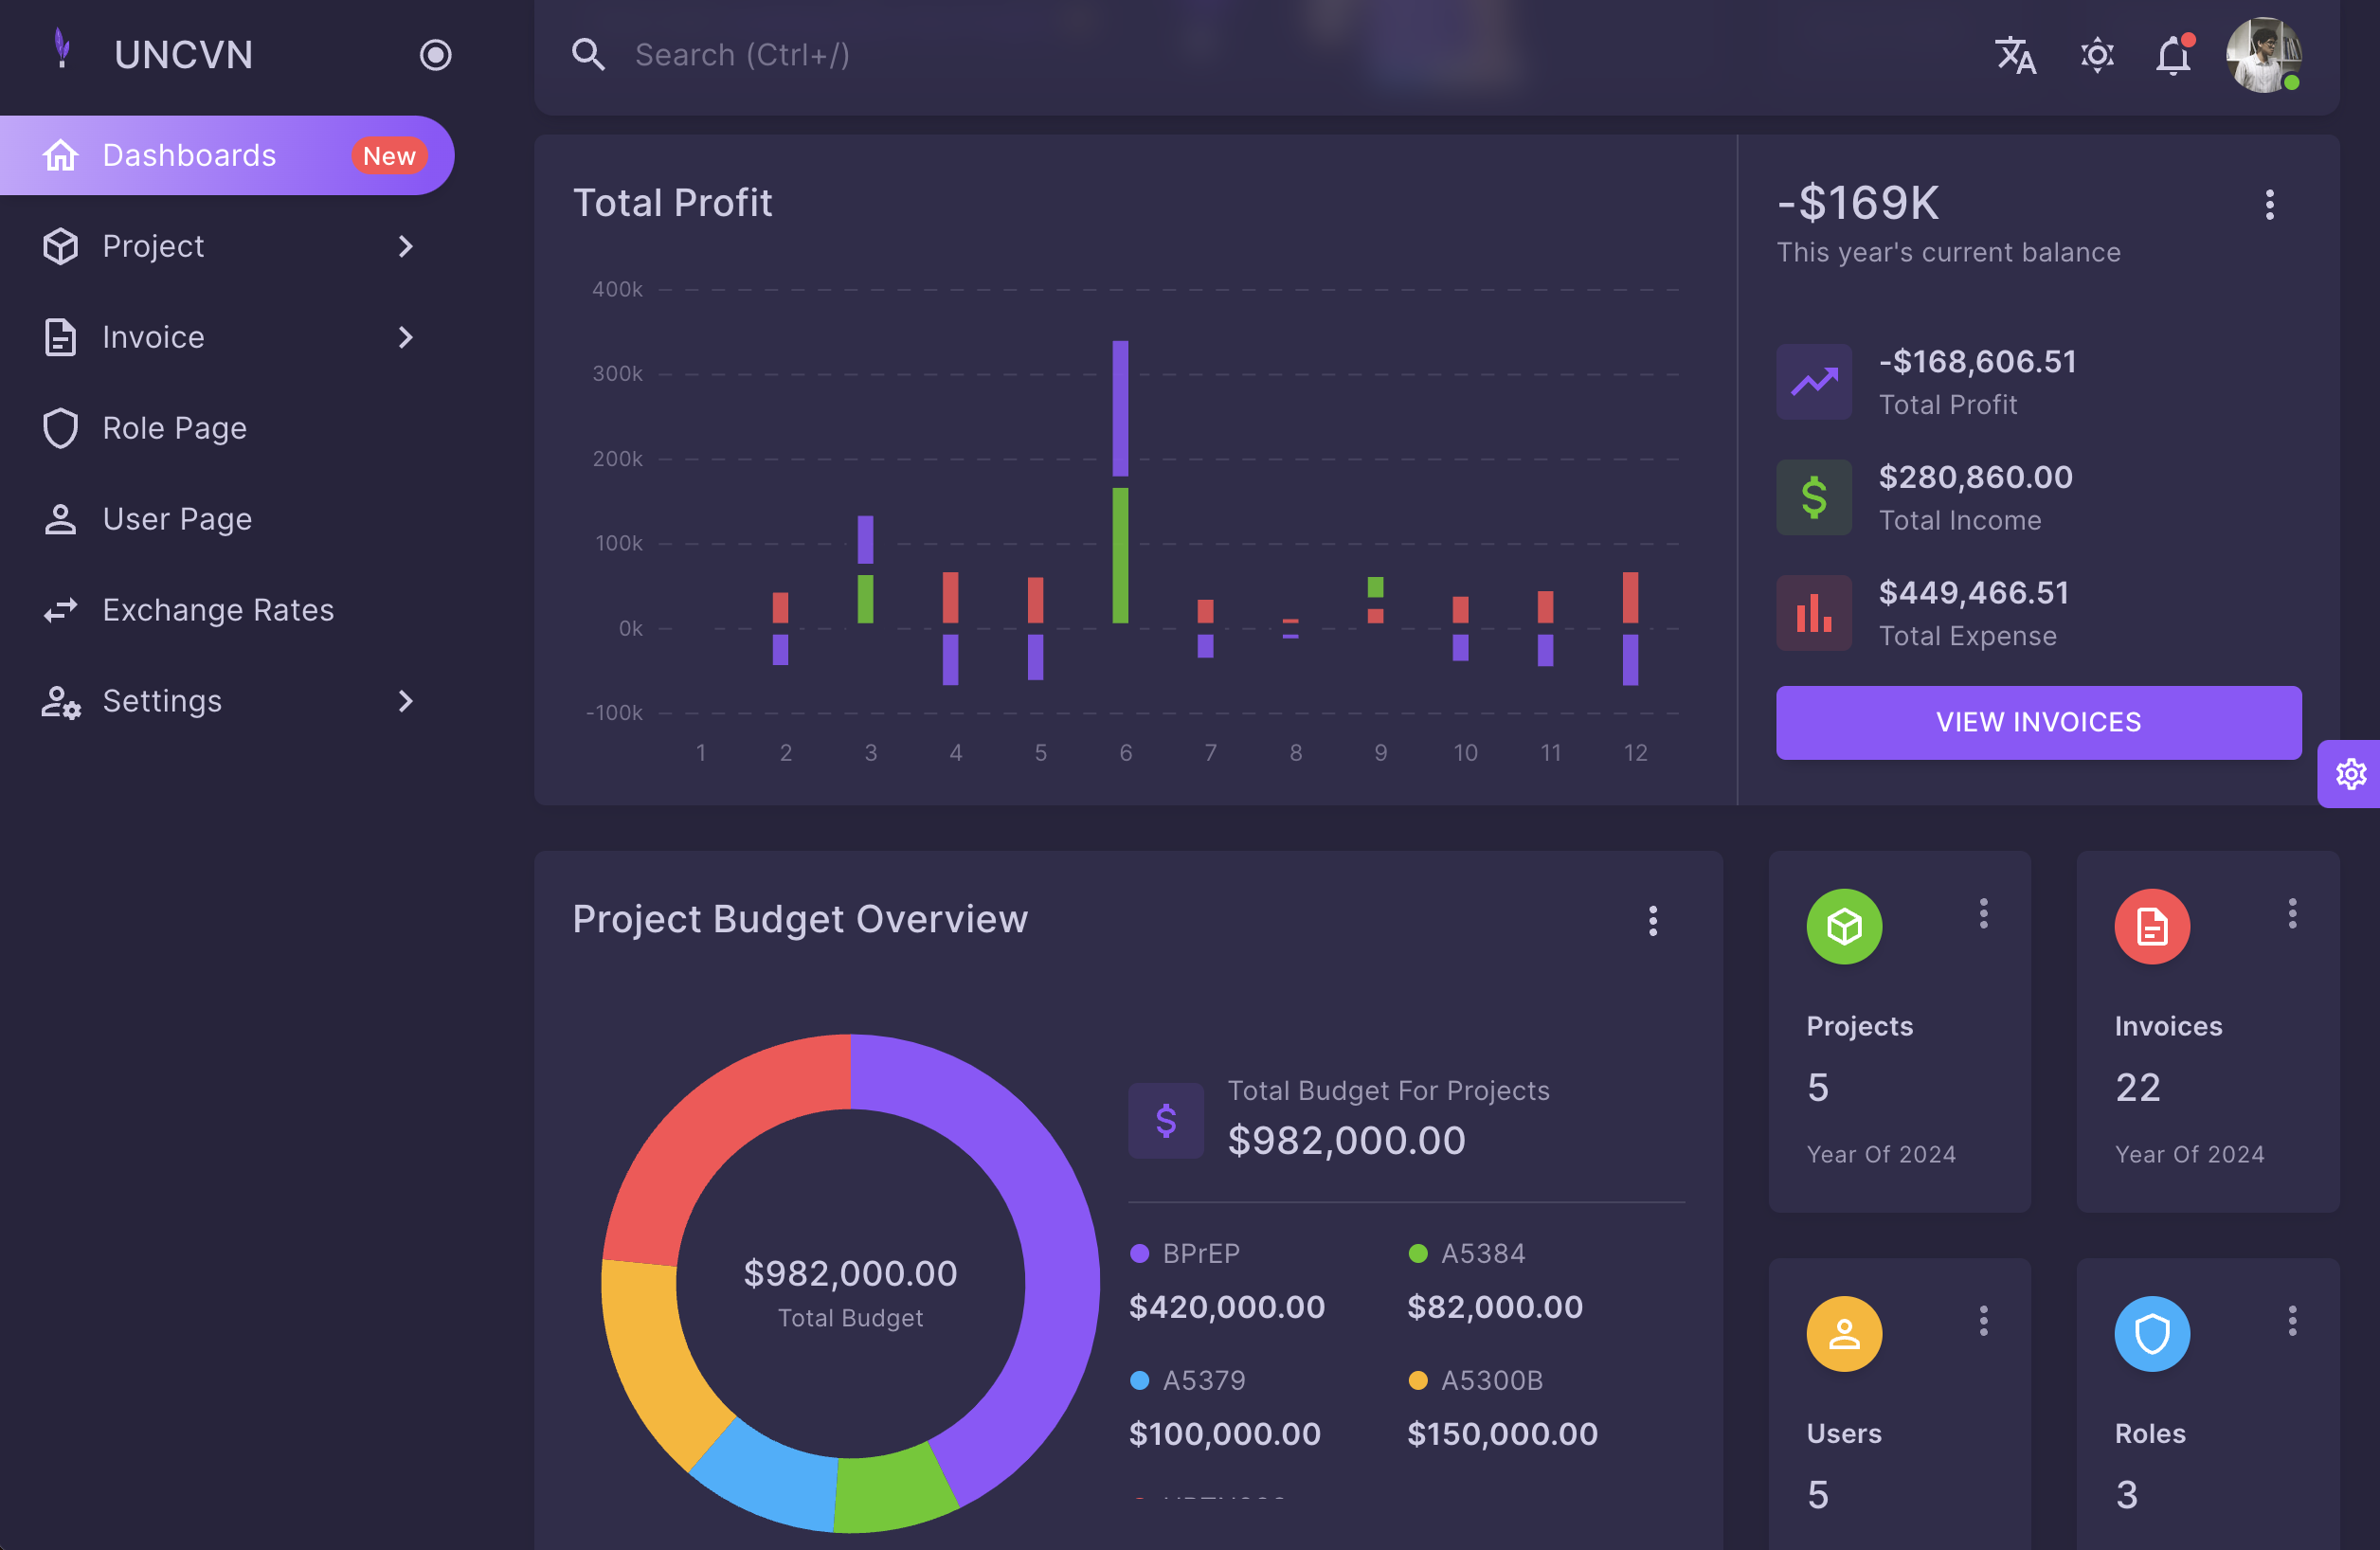 UNCVN
Search (Ctrl+/)
Dashboards
New
Project
Invoice
Role Page
User Page
Exchange Rates
Settings
Total Profit
400k
300k
200k
100k
0k
-100k
1 2 3 4 5 6 7 8 9 10 11 12
-$169K
This year's current balance
-$168,606.51
Total Profit
$280,860.00
Total Income
$449,466.51
Total Expense
VIEW INVOICES
Project Budget Overview
$982,000.00
Total Budget
Total Budget For Projects
$982,000.00
BPrEP
$420,000.00
A5384
$82,000.00
A5379
$100,000.00
A5300B
$150,000.00
Projects
5
Year Of 2024
Invoices
22
Year Of 2024
Users
5
Roles
3